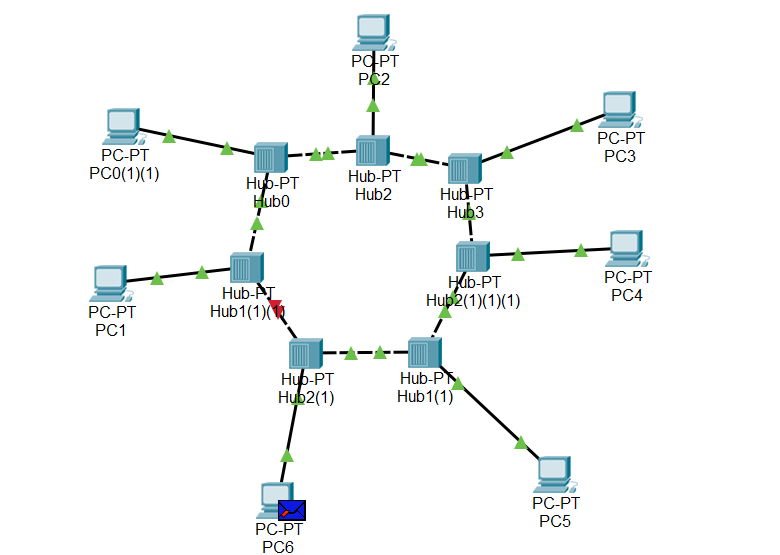 PC-PT
PC2
PC-PT
PC0(1)(1)
PC-PT
PC3
Hub-PT
Hub0
Hub-PT
Hub2
Hub-PT
Hub3
PC-PT
PC1
Hub-PT
Hub1(1)(1)
Hub-PT
Hub2(1)(1)(1)
PC-PT
PC4
Hub-PT
Hub2(1)
Hub-PT
Hub1(1)
PC-PT
PC5
PC-PT
PC6